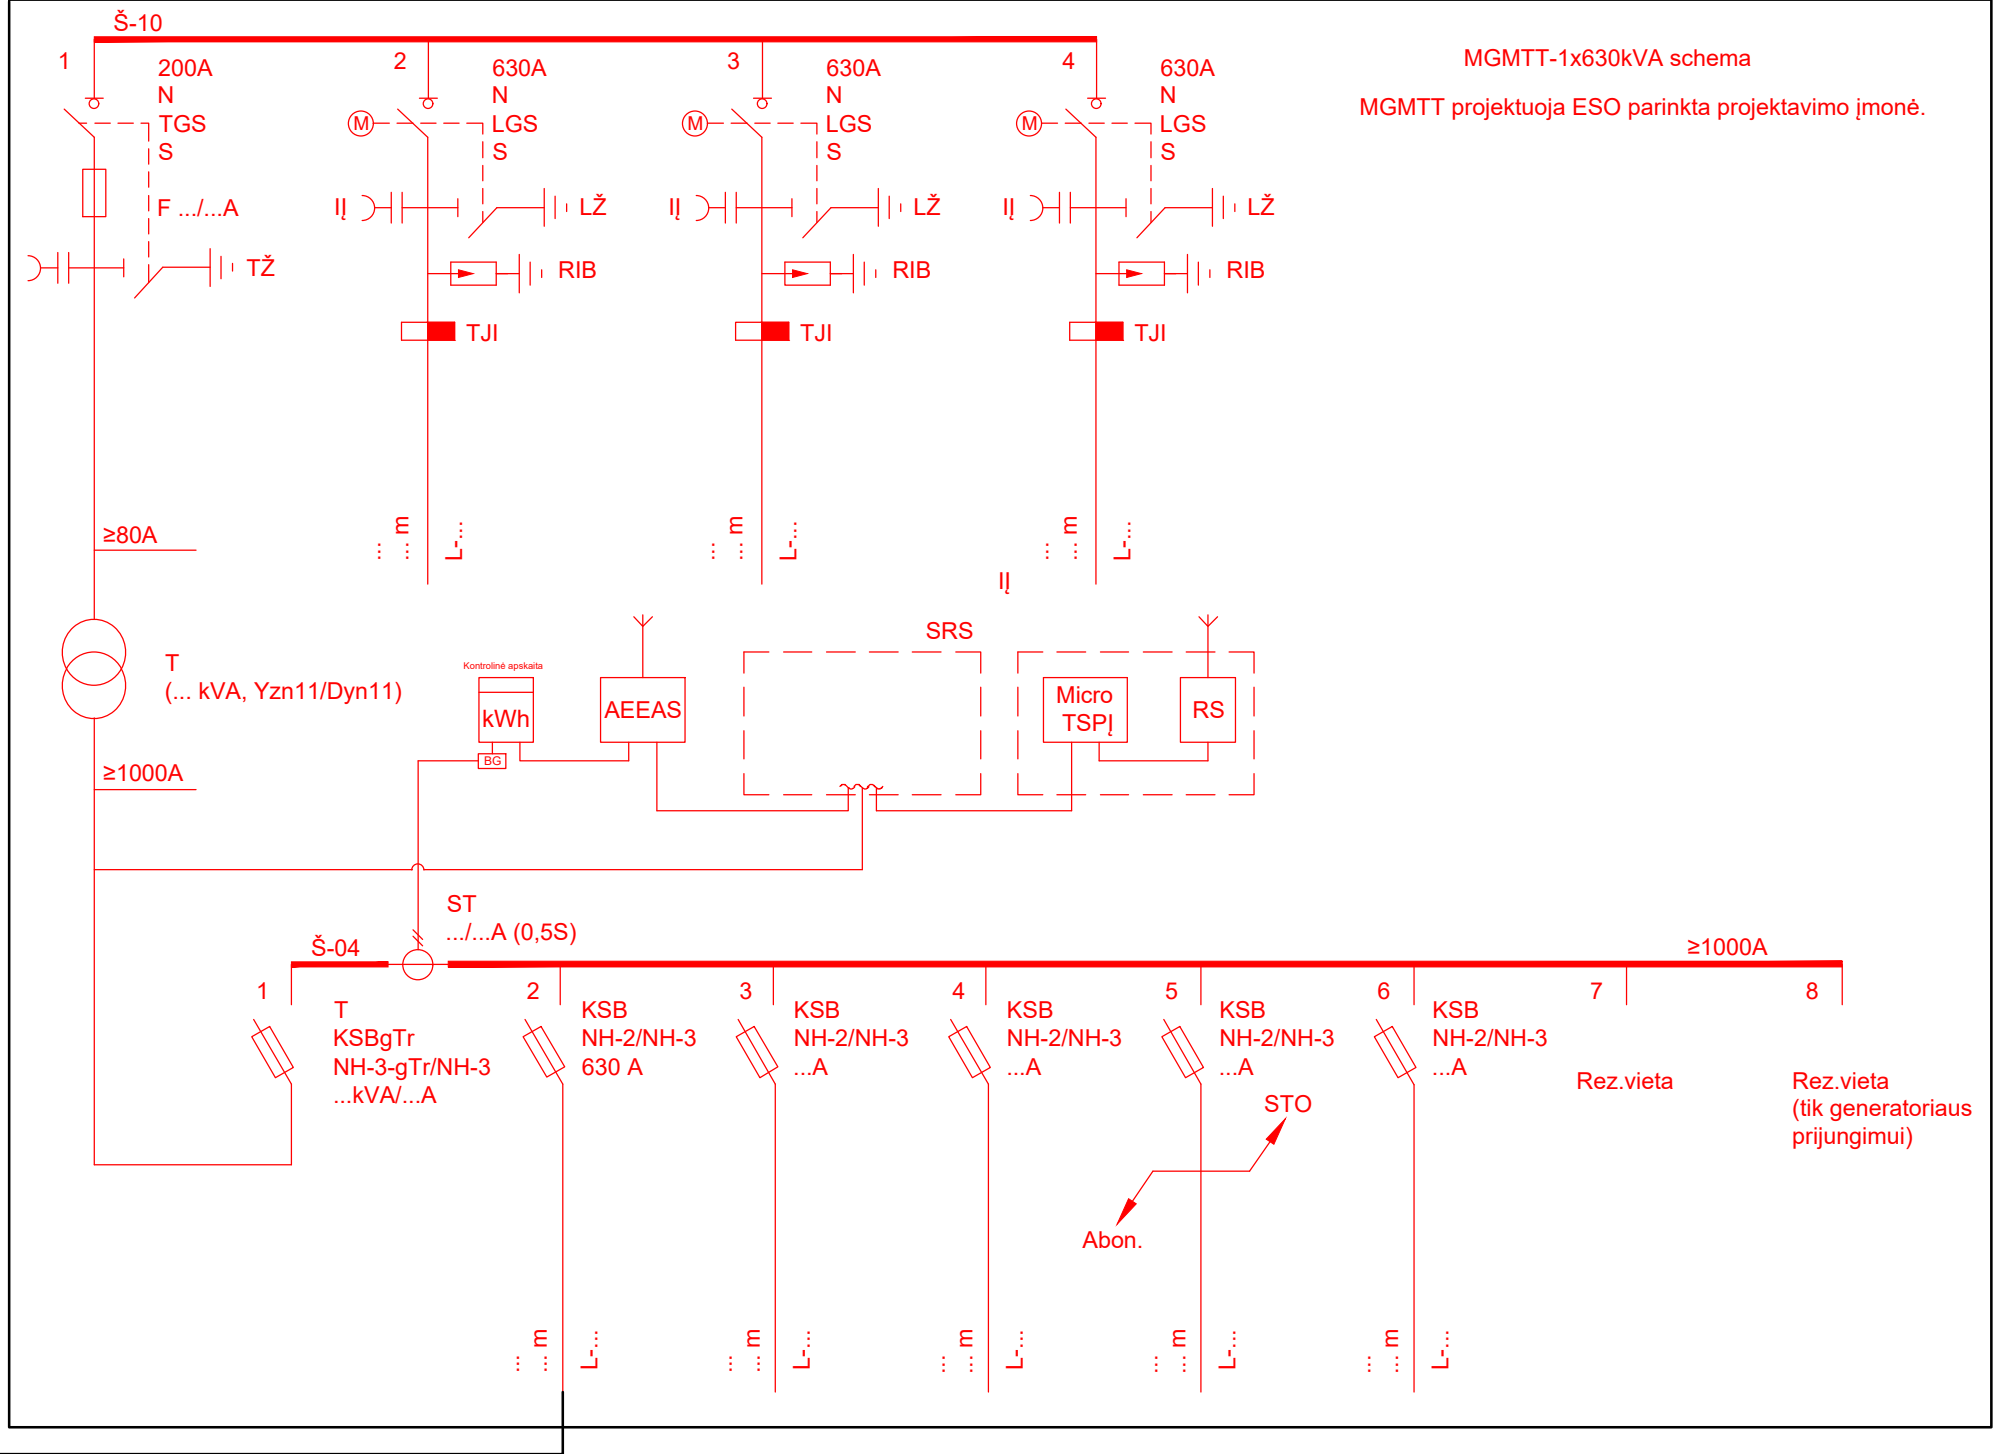 Š-10
1
200A
N
TGS
S
F .../...A
TŽ
2
630A
N
LGS
S
M
IĮ
LŽ
RIB
TJI
... m
...
L-...
3
630A
N
LGS
S
M
IĮ
LŽ
RIB
TJI
... m
...
L-...
4
630A
N
LGS
S
M
IĮ
LŽ
RIB
TJI
... m
...
L-...
MGMTT-1x630kVA schema
MGMTT projektuoja ESO parinkta projektavimo įmonė.
≥80A
T
(... kVA, Yzn11/Dyn11)
≥1000A
Kontrolinė apskaita
kWh
BG
AEEAS
SRS
IĮ
Micro
TSPĮ
RS
ST
.../...A (0,5S)
Š-04
≥1000A
1
T
KSBgTr
NH-3-gTr/NH-3
...kVA/...A
2
KSB
NH-2/NH-3
630 A
... m
...
L-...
3
KSB
NH-2/NH-3
...A
... m
...
L-...
4
KSB
NH-2/NH-3
...A
... m
...
L-...
5
KSB
NH-2/NH-3
...A
STO
Abon.
... m
...
L-...
6
KSB
NH-2/NH-3
...A
... m
...
L-...
7
Rez.vieta
8
Rez.vieta
(tik generatoriaus
prijungimui)